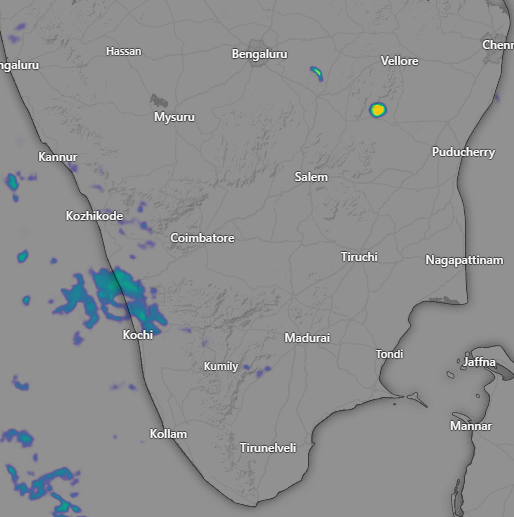 Hassan
Bengaluru
Vellore
Chenn
ngaluru
Mysuru
Kannur
Puducherry
Salem
Kozhikode
Coimbatore
Tiruchi
Nagapattinam
Kochi
Madurai
Tondi
Kumily
Jaffna
Kollam
Mannar
Tirunelveli